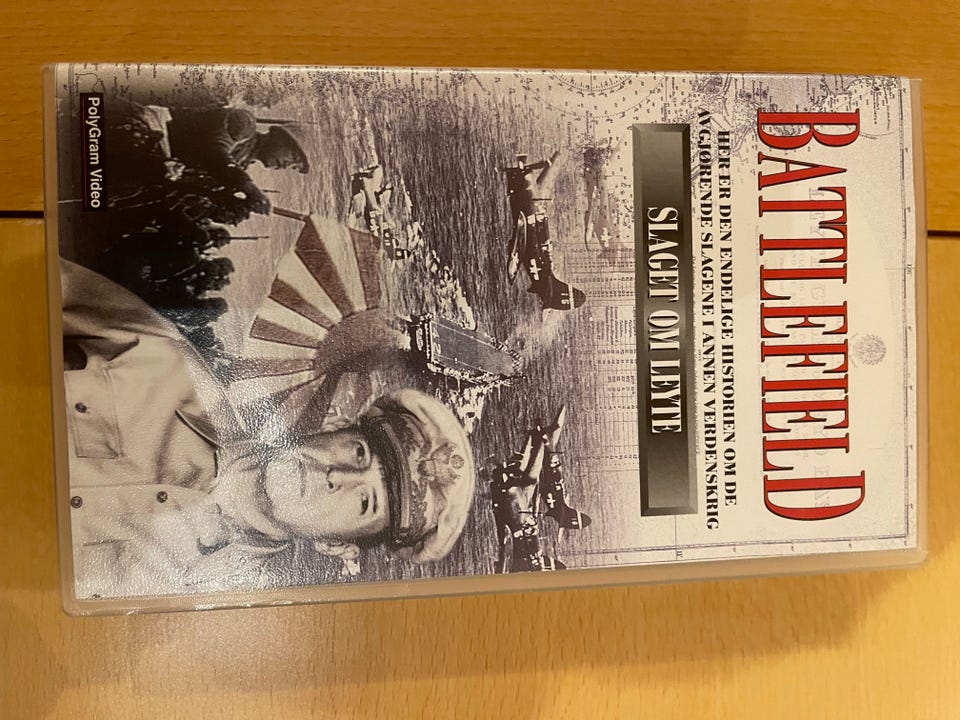 BATTLEFIELD
HER ER DEN ENDELIGE HISTORIEN OM DE
AVGJØRENDE SLAGENE I ANNEN VERDENSKRIG
SLAGET OM LEYTE
PolyGram Video